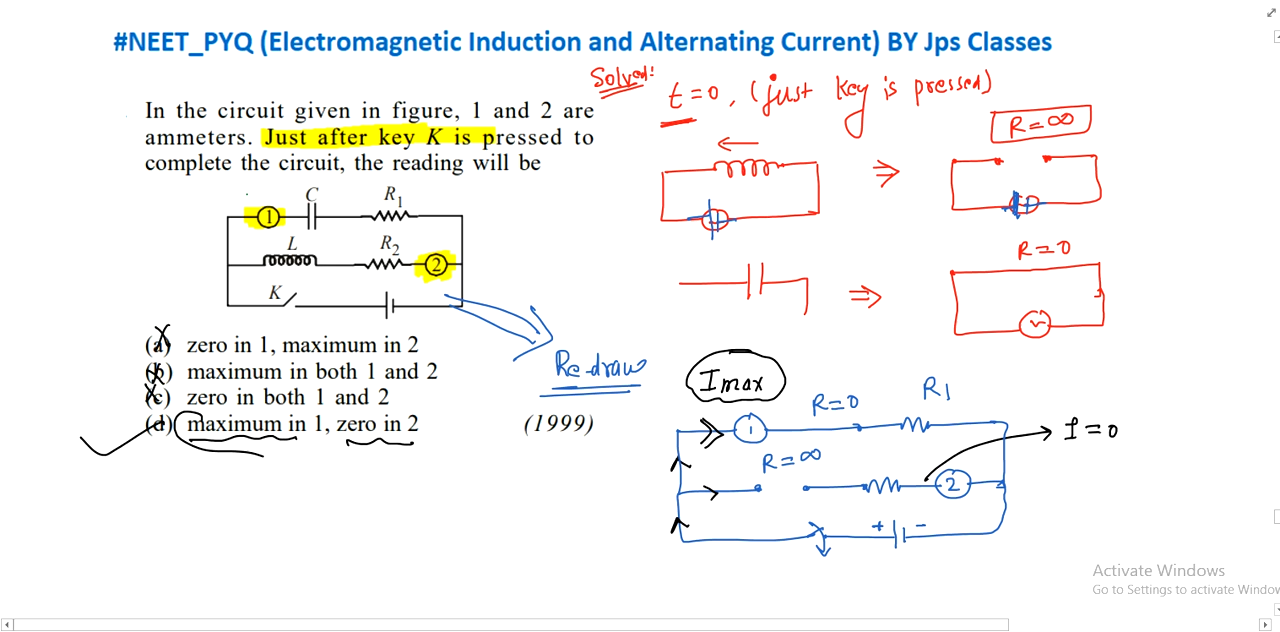 #NEET_PYQ (Electromagnetic Induction and Alternating Current) BY Jps Classes
Solved:
t=0, (just key is pressed)
In the circuit given in figure, 1 and 2 are
ammeters. Just after key K is pressed to
complete the circuit, the reading will be
R=∞
C
R1
1
L
R2
2
K
R=0
(a) zero in 1, maximum in 2
(b) maximum in both 1 and 2
(c) zero in both 1 and 2
(d) maximum in 1, zero in 2
(1999)
Re-draw
Imax
R=0
R1
1
R=∞
I=0
2
+ -
Activate Windows
Go to Settings to activate Window